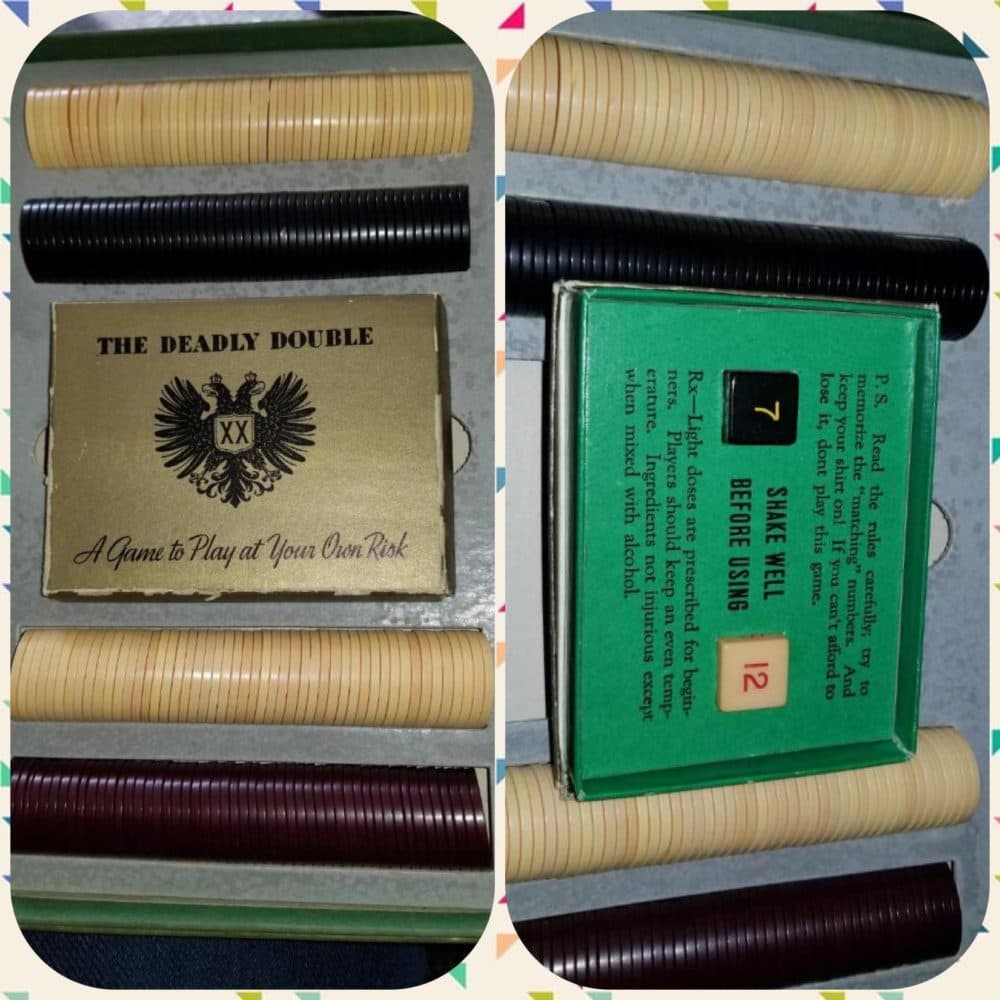 THE DEADLY DOUBLE
XX
A Game to Play at Your Own Risk
P. S. Read the rules carefully; try to
memorize the "matching" numbers. And
keep your shirt on! If you can't afford to
lose it, dont play this game.
7
SHAKE WELL
BEFORE USING
12
Rx—Light doses are prescribed for begin-
ners. Players should keep an even temp-
erature. Ingredients not injurious except
when mixed with alcohol.